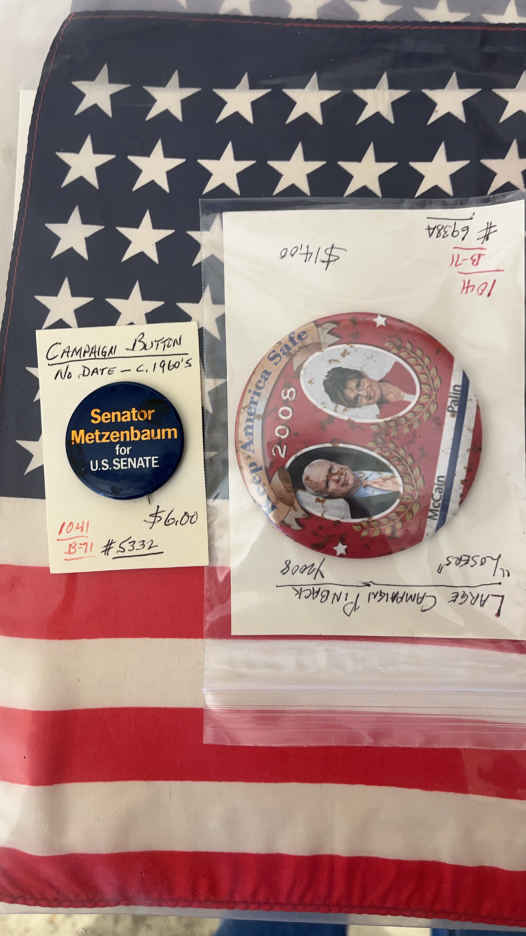 CAMPAIGN BUTTON
NO DATE - C. 1960'S
Senator
Metzenbaum
for
U.S. SENATE
$6.00
1041
B-71
#5332
# 6938A
B-71
1041
$14.00
Keep America Safe
2008
McCain
Palin
LARGE CAMPAIGN PINBACK
"LOSERS" 1/2008